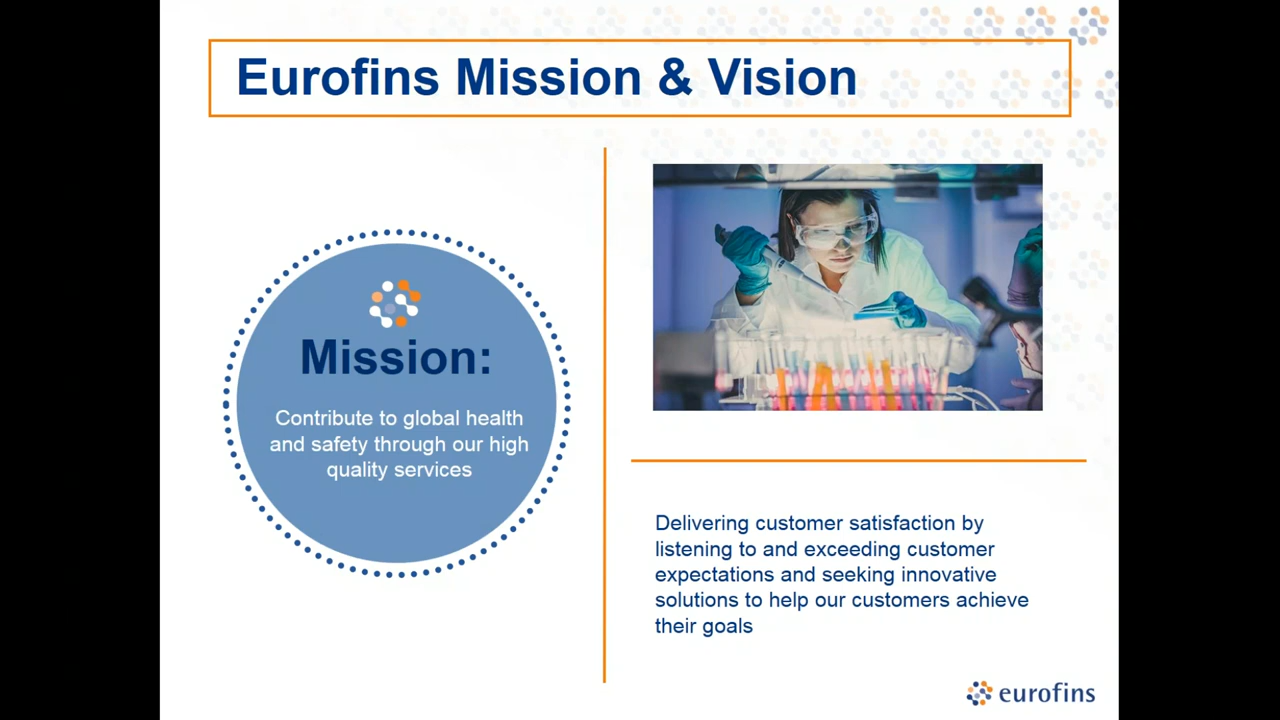 Eurofins Mission & Vision
Mission:
Contribute to global health
and safety through our high
quality services
Delivering customer satisfaction by
listening to and exceeding customer
expectations and seeking innovative
solutions to help our customers achieve
their goals
eurofins